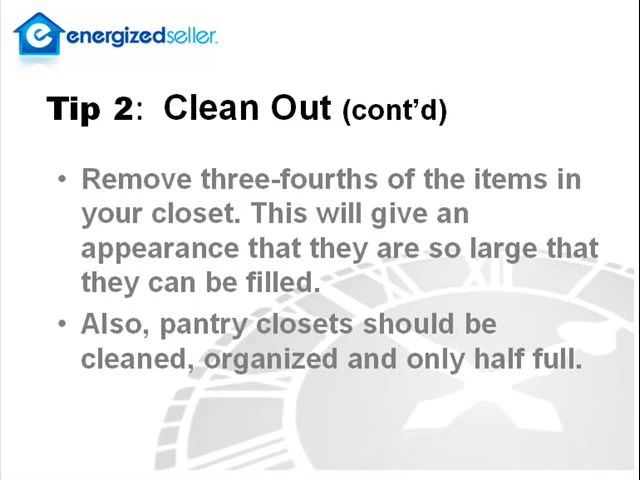 energizedseller.
Tip 2: Clean Out (cont'd)
• Remove three-fourths of the items in
your closet. This will give an
appearance that they are so large that
they can be filled.
• Also, pantry closets should be
cleaned, organized and only half full.